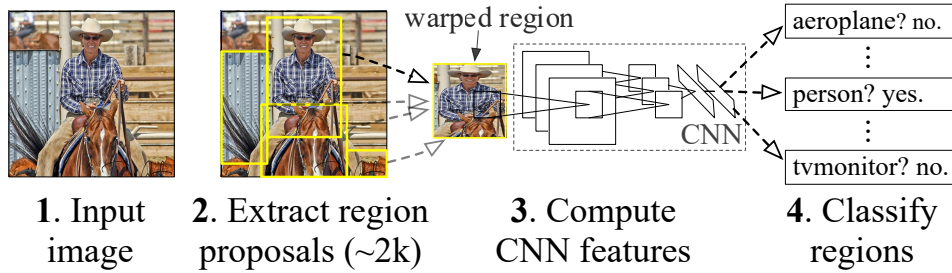 warped region
aeroplane? no.
⋮
person? yes.
⋮
tvmonitor? no.
CNN
1. Input
image
2. Extract region
proposals (~2k)
3. Compute
CNN features
4. Classify
regions